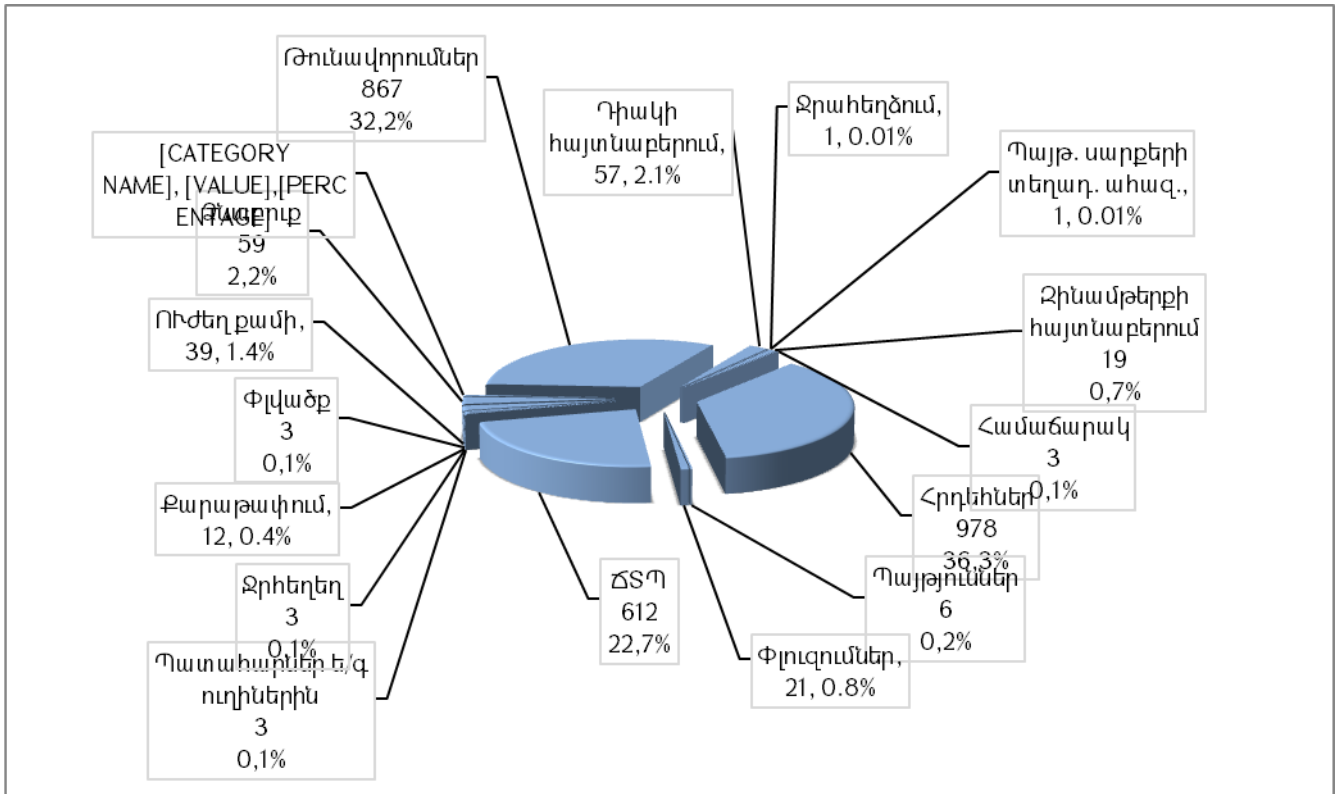 Թունավորումներ
867
32,2%
Դիակի
հայտնաբերում,
57, 2.1%
Ջրահեղձում,
1, 0.01%
Պայթ. սարքերի
տեղադ. ահազ.,
1, 0.01%
[CATEGORY
NAME], [VALUE],[PERC
ENTAGE]
Ձնաբուք
59
2,2%
Զինամթերքի
հայտնաբերում
19
0,7%
ՈՒժեղ քամի,
39, 1.4%
Փլվածք
3
0,1%
Համաճարակ
3
0,1%
Քարաթափում,
12, 0.4%
Հրդեհներ
978
36,3%
Ջրհեղեղ
3
0,1%
ՃՏՊ
612
22,7%
Պայթյուններ
6
0,2%
Փլուզումներ,
21, 0.8%
Պատահարներ ե/գ
ուղիներին
3
0,1%